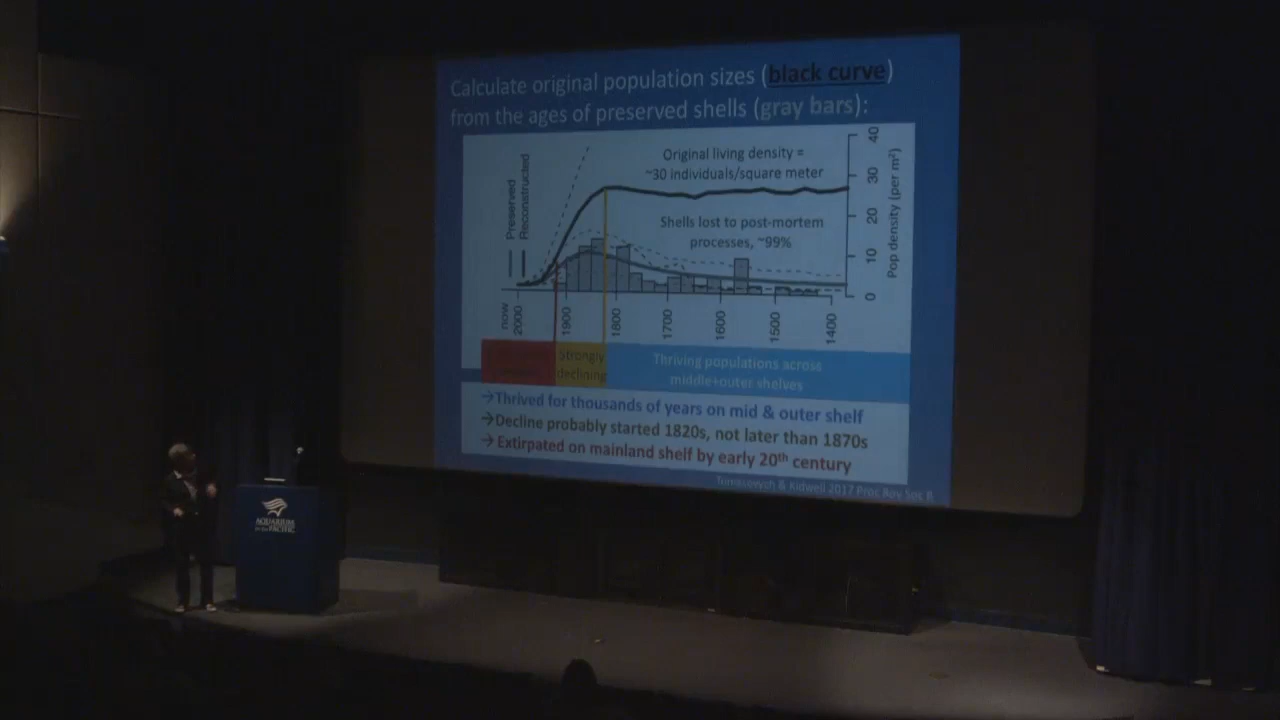 Calculate original population sizes (black curve)
from the ages of preserved shells (gray bars):
Original living density =
~30 individuals/square meter
Shells lost to post-mortem
processes, ~99%
Preserved
Reconstructed
Pop density (per m²)
40
30
20
10
0
now
2000
1900
1800
1700
1600
1500
1400
Strongly
declining
Thriving populations across
middle+outer shelves
→Thrived for thousands of years on mid & outer shelf
→Decline probably started 1820s, not later than 1870s
→Extirpated on mainland shelf by early 20th century
Tomasovych & Kidwell 2017 Proc Roy Soc B
AQUARIUM
OF THE PACIFIC